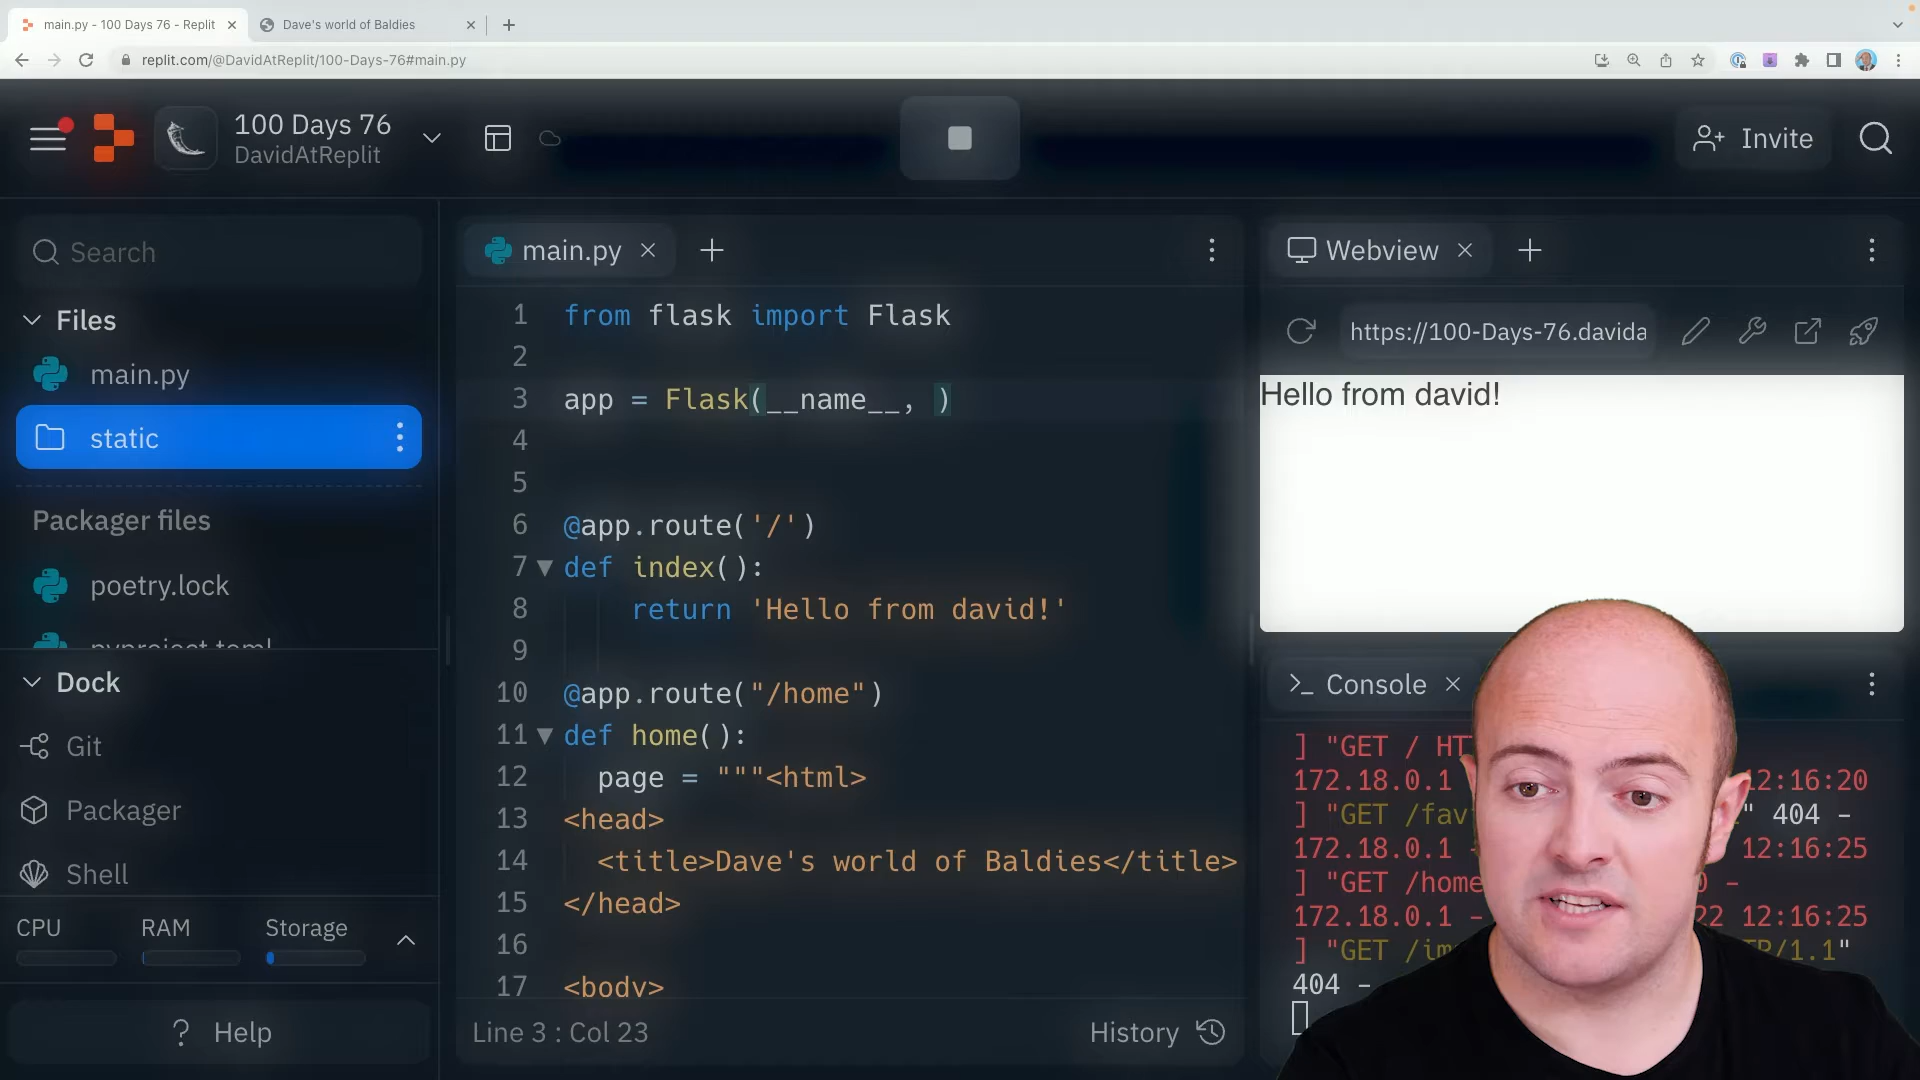 main.py - 100 Days 76 - Replit
Dave's world of Baldies
replit.com/@DavidAtReplit/100-Days-76#main.py
100 Days 76
DavidAtReplit
Invite
Search
Files
main.py
static
Packager files
poetry.lock
pyproject.toml
Dock
Git
Packager
Shell
CPU
RAM
Storage
? Help
main.py
1 from flask import Flask
2
3 app = Flask(__name__, )
4
5
6 @app.route('/')
7 def index():
8 return 'Hello from david!'
9
10 @app.route("/home")
11 def home():
12 page = """<html>
13 <head>
14 <title>Dave's world of Baldies</title>
15 </head>
16
17 <body>
Line 3 : Col 23
History
Webview
https://100-Days-76.davida
Hello from david!
Console
] "GET / HT
172.18.0.1 12:16:20
] "GET /fav " 404 -
172.18.0.1 - 12:16:25
] "GET /home 0 -
172.18.0.1 - 22 12:16:25
] "GET /im TP/1.1"
404 -